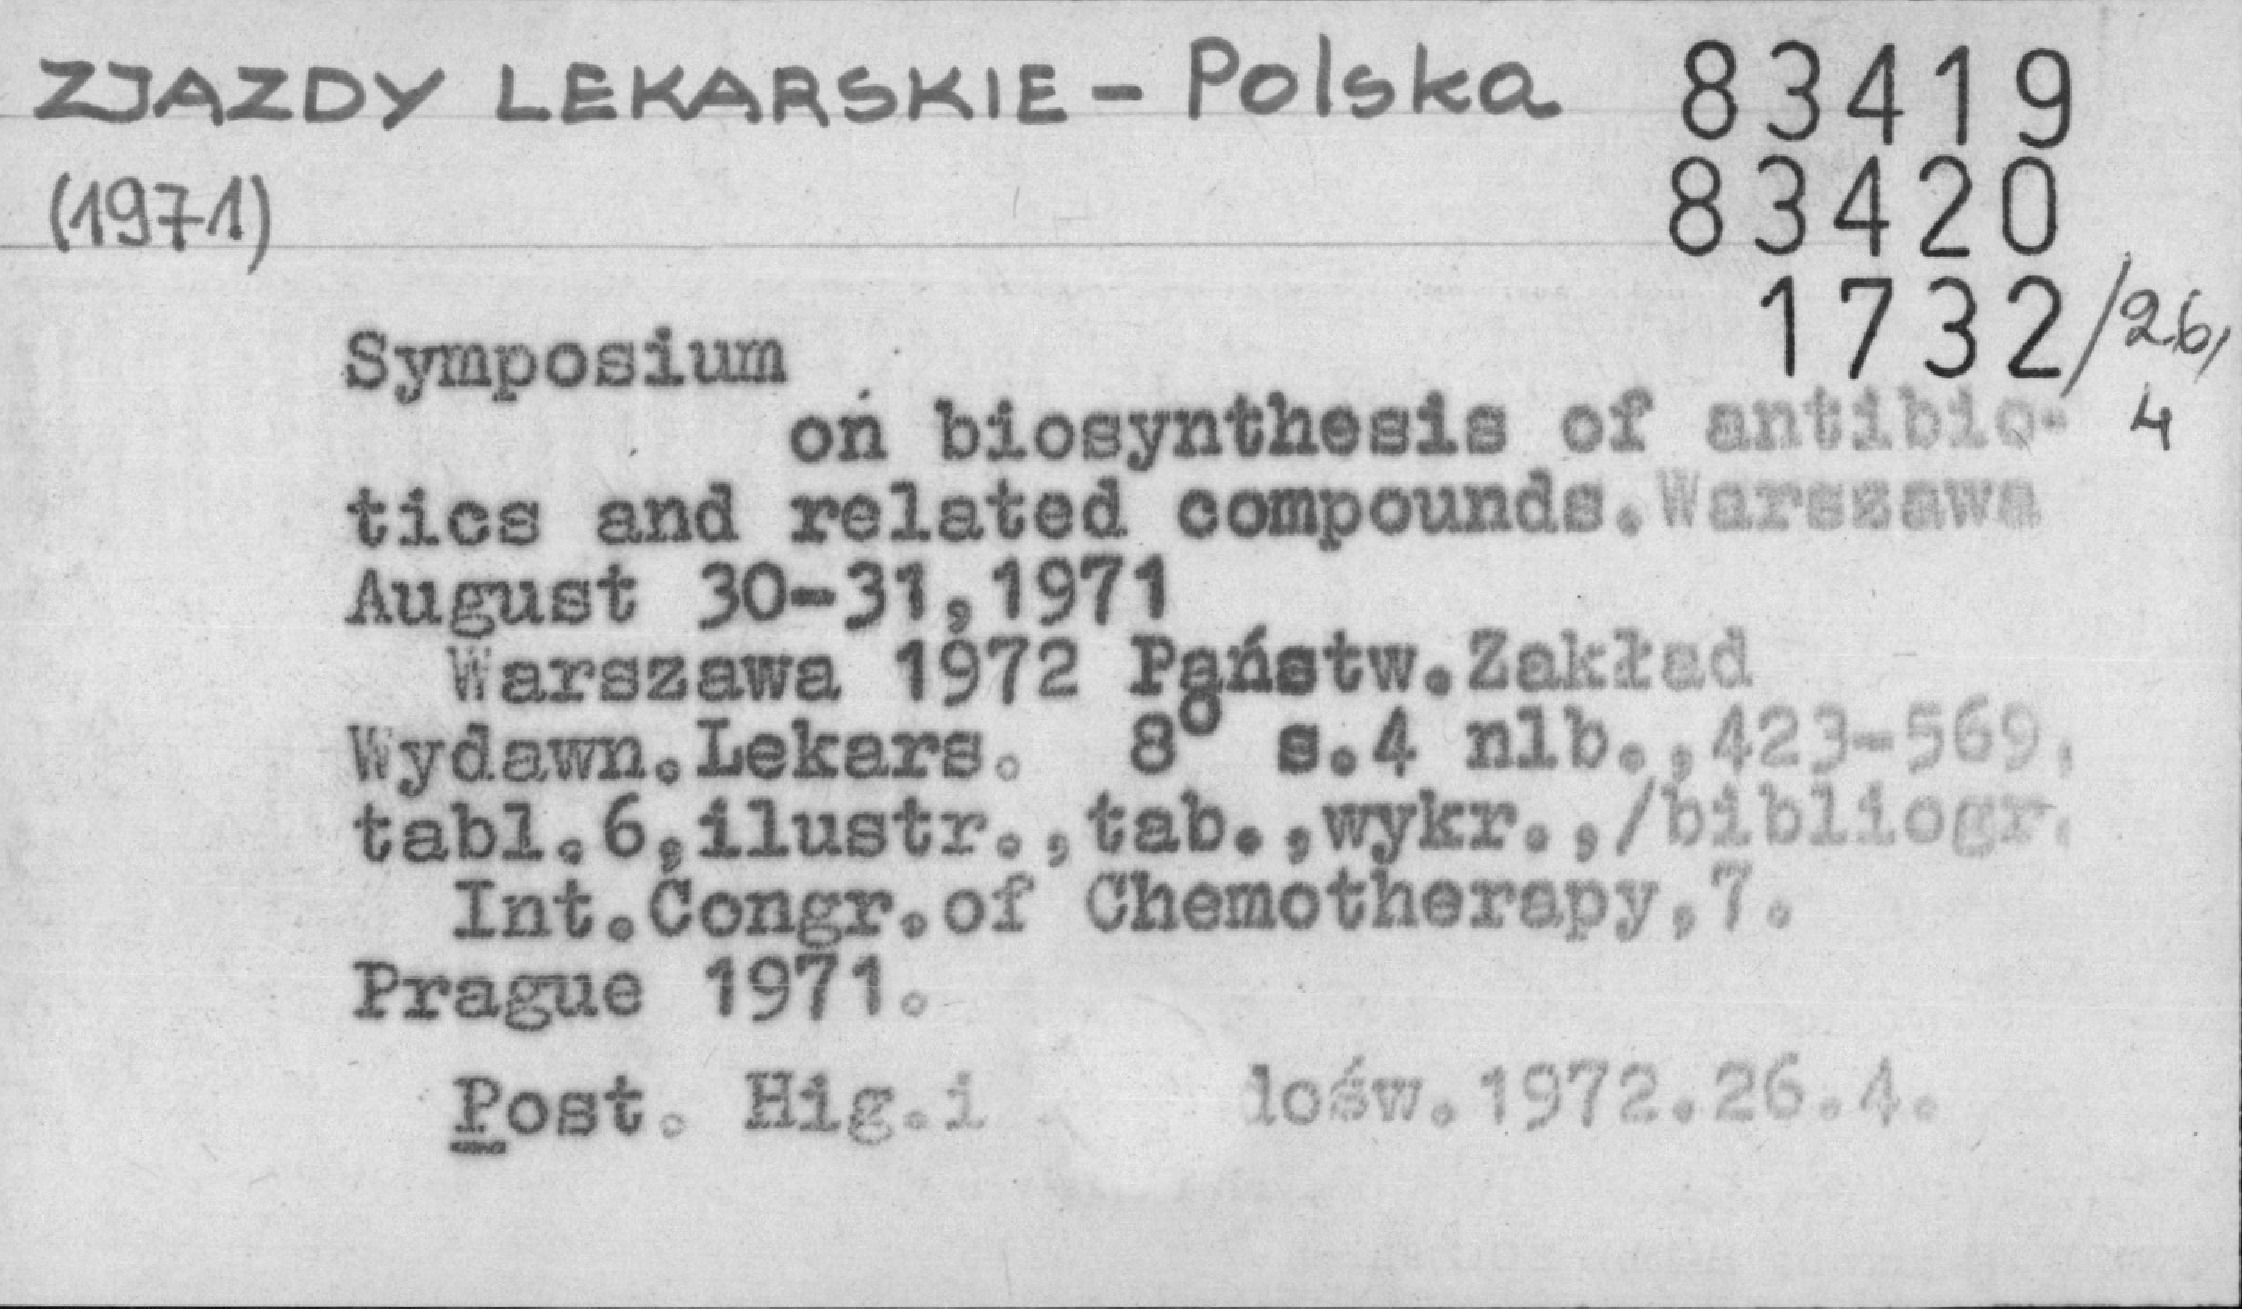 ZJAZDY LEKARSKIE - Polska 83419
(1971) 83420
1732/26,
4
Symposium
on biosynthesis of antibio-
tics and related compounds.Warszawa
August 30-31,1971
Warszawa 1972 Państw.Zakład
Wydawn.Lekars. 8° s.4 nlb.,423-569,
tabl.6,ilustr.,tab.,wykr.,/bibliogr.
Int.Congr.of Chemotherapy,7.
Prague 1971.
Post. Hig.i dośw.1972.26.4.